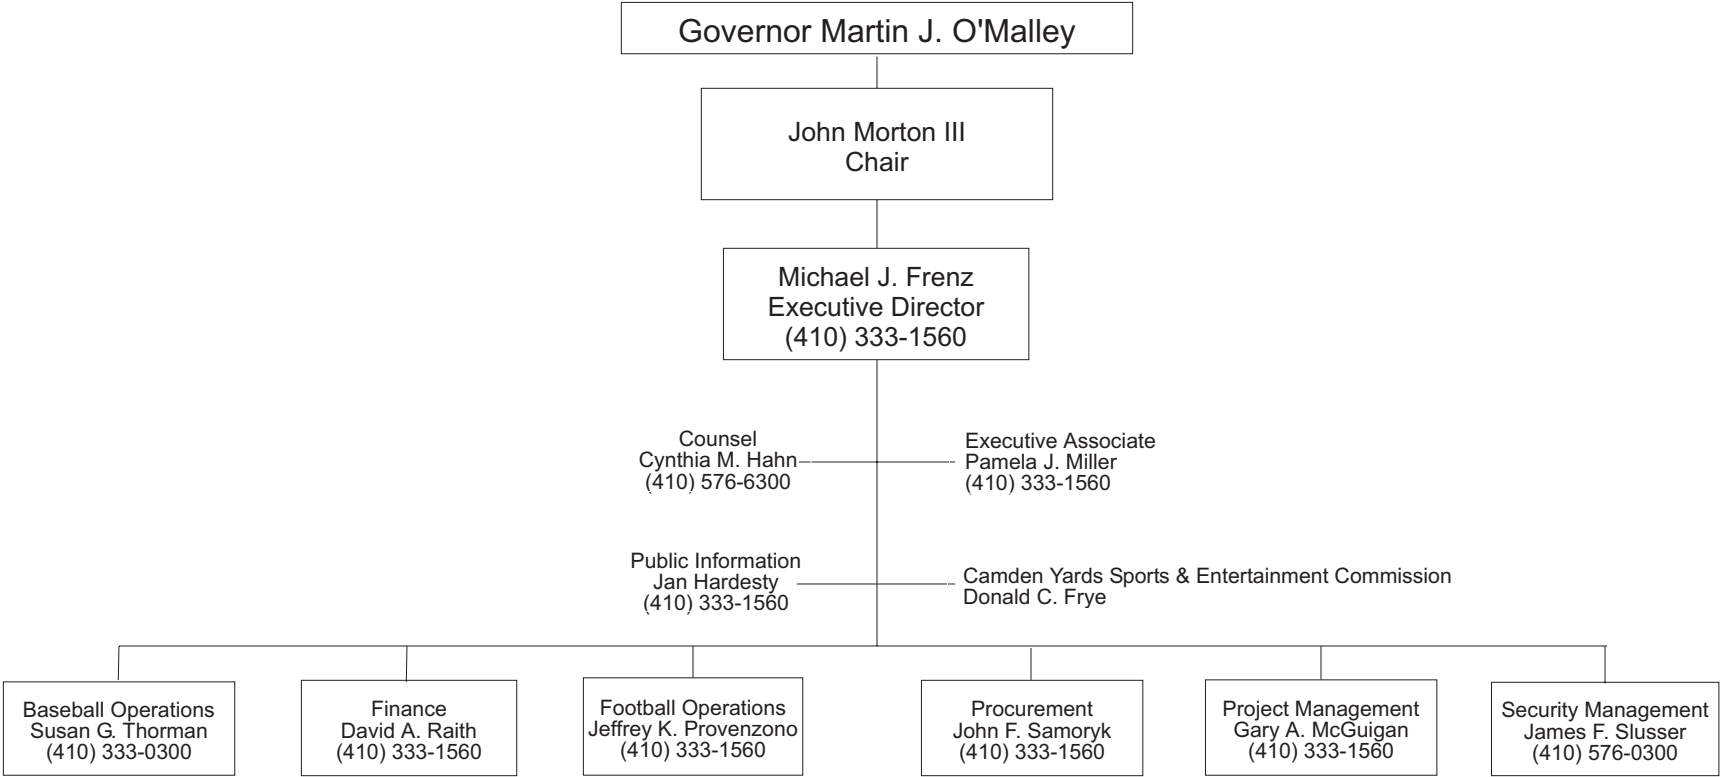 Governor Martin J. O'Malley
John Morton III
Chair
Michael J. Frenz
Executive Director
(410) 333-1560
Counsel
Cynthia M. Hahn
(410) 576-6300
Executive Associate
Pamela J. Miller
(410) 333-1560
Public Information
Jan Hardesty
(410) 333-1560
Camden Yards Sports & Entertainment Commission
Donald C. Frye
Baseball Operations
Susan G. Thorman
(410) 333-0300
Finance
David A. Raith
(410) 333-1560
Football Operations
Jeffrey K. Provenzono
(410) 333-1560
Procurement
John F. Samoryk
(410) 333-1560
Project Management
Gary A. McGuigan
(410) 333-1560
Security Management
James F. Slusser
(410) 576-0300